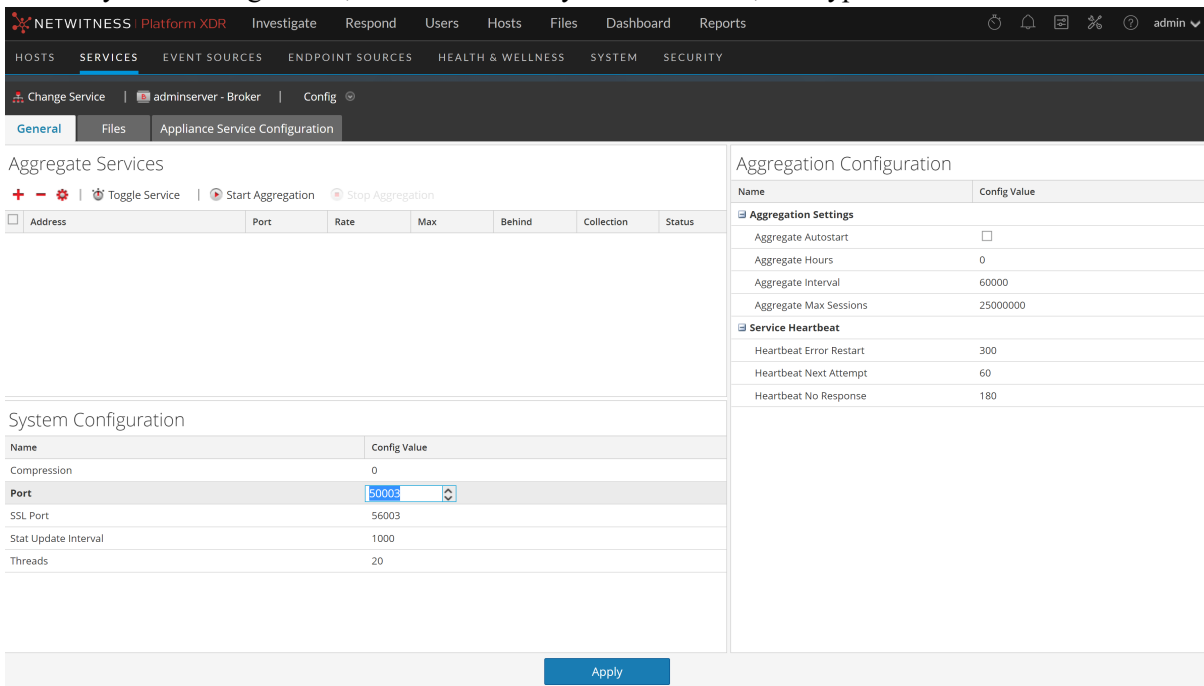 NETWITNESS | Platform XDR Investigate Respond Users Hosts Files Dashboard Reports admin
HOSTS SERVICES EVENT SOURCES ENDPOINT SOURCES HEALTH & WELLNESS SYSTEM SECURITY
Change Service | adminserver - Broker | Config
General Files Appliance Service Configuration
Aggregate Services
Toggle Service | Start Aggregation Stop Aggregation
Address Port Rate Max Behind Collection Status
System Configuration
Name Config Value
Compression 0
Port 50003
SSL Port 56003
Stat Update Interval 1000
Threads 20
Aggregation Configuration
Name Config Value
Aggregation Settings
Aggregate Autostart
Aggregate Hours 0
Aggregate Interval 60000
Aggregate Max Sessions 25000000
Service Heartbeat
Heartbeat Error Restart 300
Heartbeat Next Attempt 60
Heartbeat No Response 180
Apply